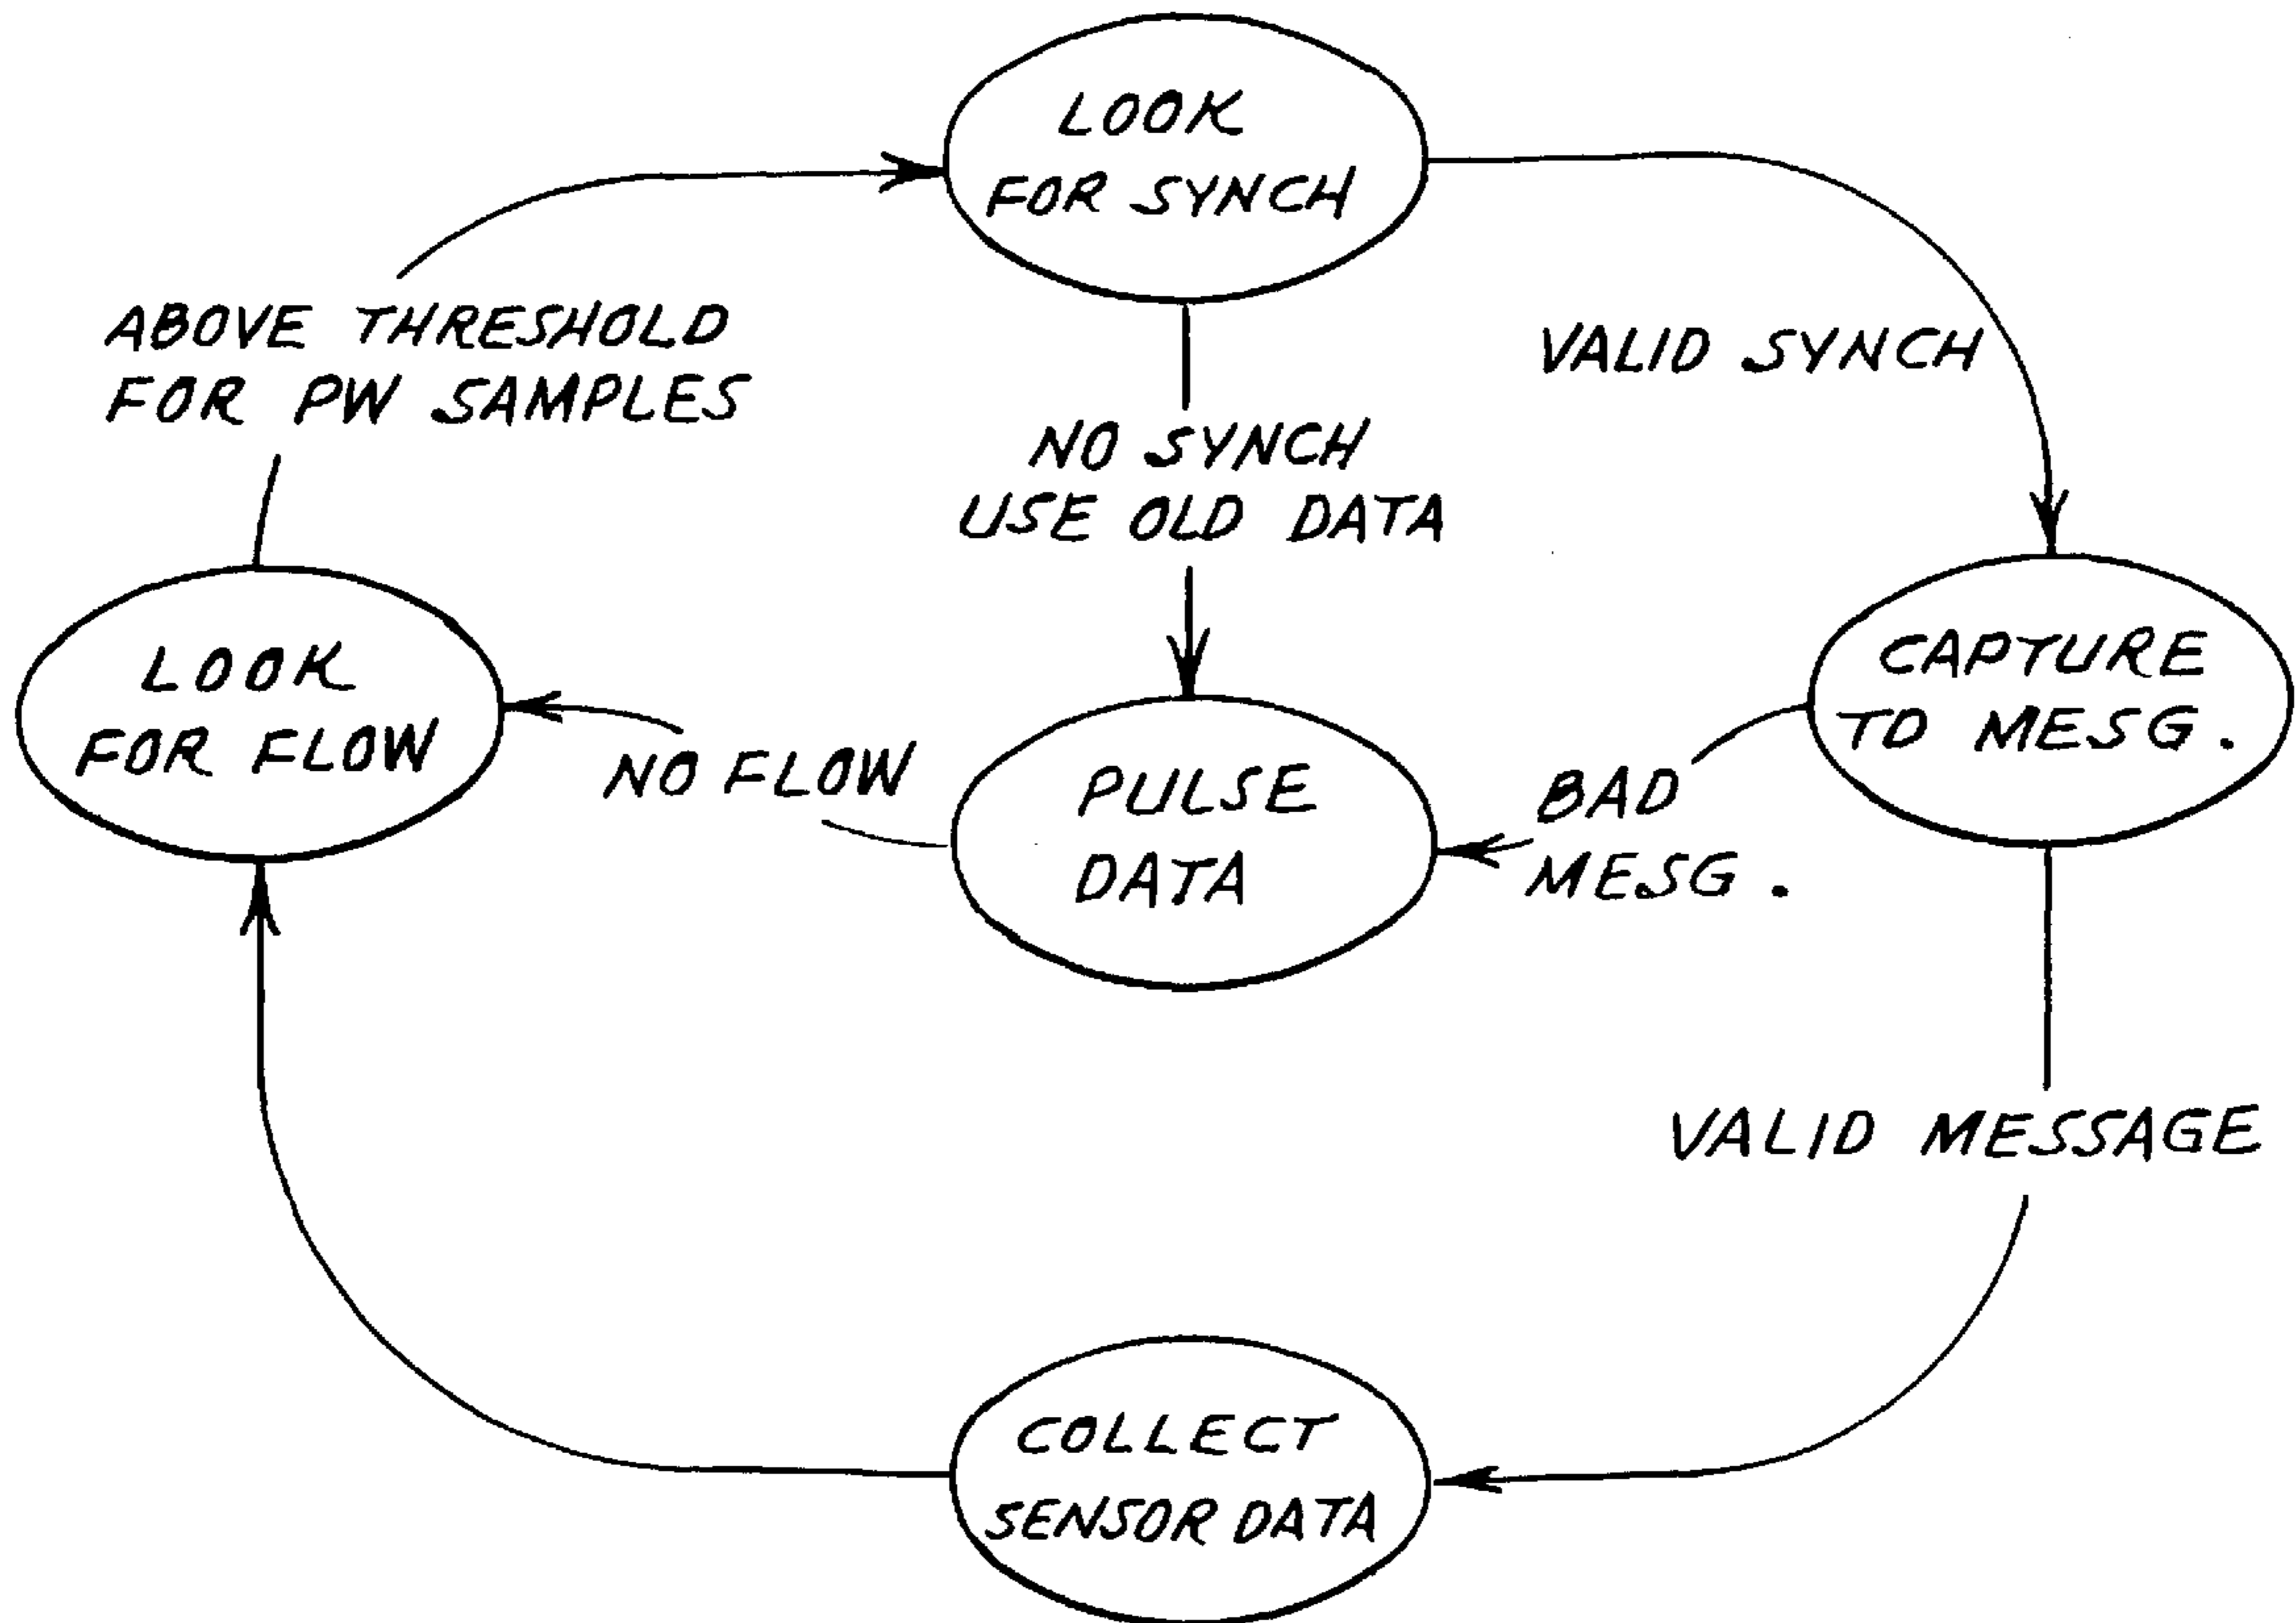 LOOK
FOR SYNCH
ABOVE THRESHOLD
FOR PW SAMPLES
VALID SYNCH
NO SYNCH
USE OLD DATA
LOOK
FOR FLOW
CAPTURE
TO MESG.
NO FLOW
PULSE
DATA
BAD
MESG.
VALID MESSAGE
COLLECT
SENSOR DATA